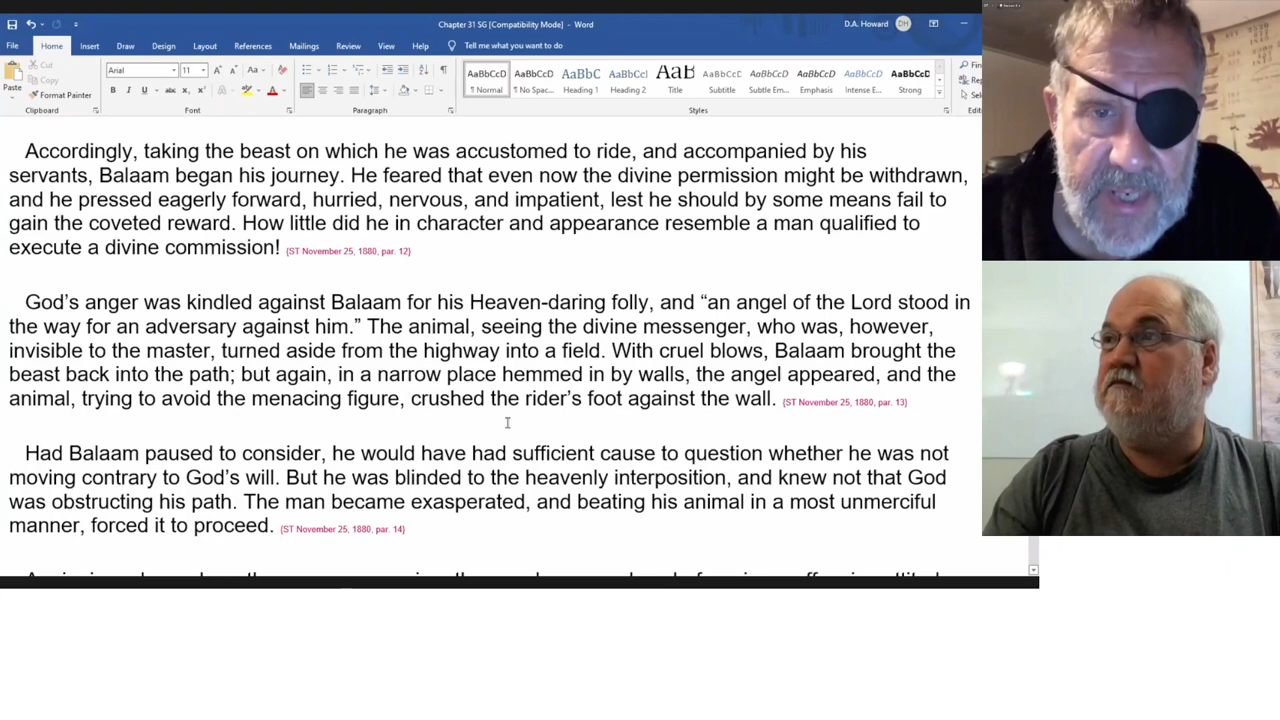 Chapter 31 SG [Compatibility Mode] - Word
D.A. Howard DH
File Home Insert Draw Design Layout References Mailings Review View Help Tell me what you want to do
Paste
Cut
Copy
Format Painter
Clipboard
Arial 11
Font
Paragraph
AaBbCcD AaBbCcD AaBbC AaBbCcI AaB AaBbCcD AaBbCcD AaBbCcD AaBbCcD AaBbCcD
¶ Normal ¶ No Spac... Heading 1 Heading 2 Title Subtitle Subtle Em... Emphasis Intense E... Strong
Styles
Accordingly, taking the beast on which he was accustomed to ride, and accompanied by his
servants, Balaam began his journey. He feared that even now the divine permission might be withdrawn,
and he pressed eagerly forward, hurried, nervous, and impatient, lest he should by some means fail to
gain the coveted reward. How little did he in character and appearance resemble a man qualified to
execute a divine commission! {ST November 25, 1880, par. 12}
God’s anger was kindled against Balaam for his Heaven-daring folly, and “an angel of the Lord stood in
the way for an adversary against him.” The animal, seeing the divine messenger, who was, however,
invisible to the master, turned aside from the highway into a field. With cruel blows, Balaam brought the
beast back into the path; but again, in a narrow place hemmed in by walls, the angel appeared, and the
animal, trying to avoid the menacing figure, crushed the rider’s foot against the wall. {ST November 25, 1880, par. 13}
Had Balaam paused to consider, he would have had sufficient cause to question whether he was not
moving contrary to God’s will. But he was blinded to the heavenly interposition, and knew not that God
was obstructing his path. The man became exasperated, and beating his animal in a most unmerciful
manner, forced it to proceed. {ST November 25, 1880, par. 14}